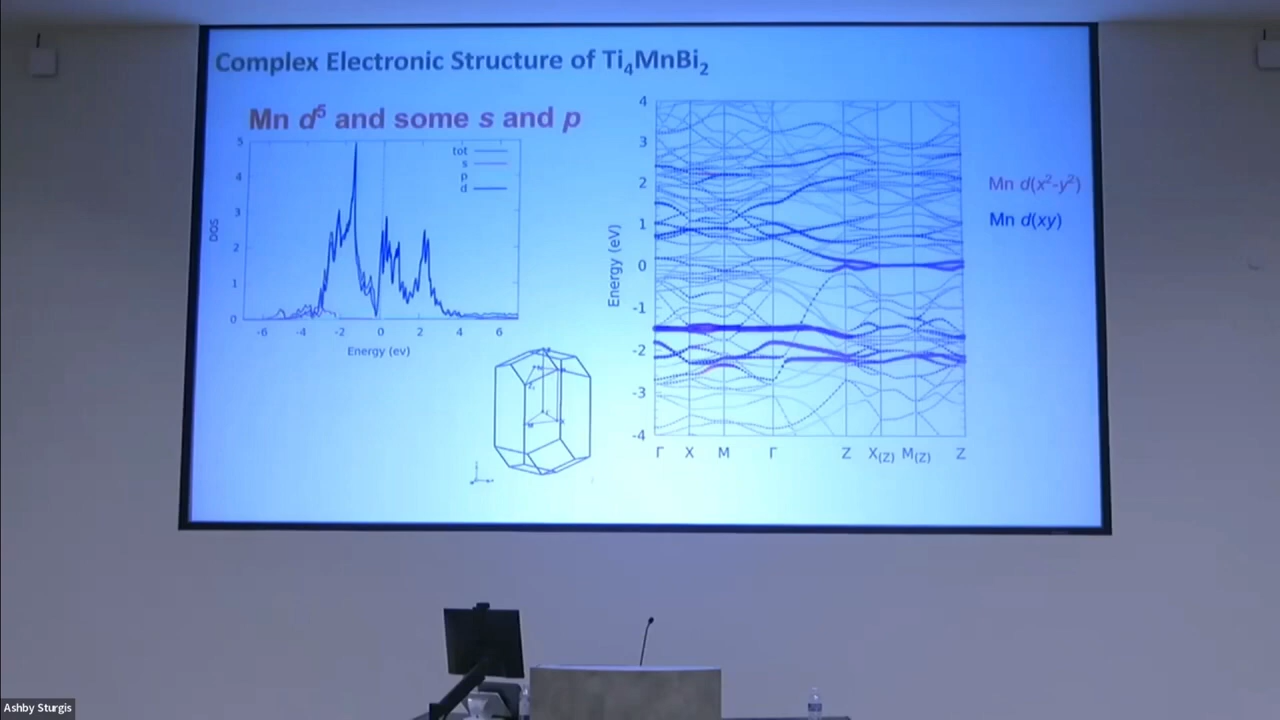 Complex Electronic Structure of Ti₄MnBi₂
Mn d⁵ and some s and p
5
4
3
2
1
0
DOS
tot
s
p
d
-6 -4 -2 0 2 4 6
Energy (ev)
4
3
2
1
0
-1
-2
-3
-4
Energy (eV)
Γ X M Γ Z X(Z) M(Z) Z
Mn d(x²-y²)
Mn d(xy)
Ashby Sturgis